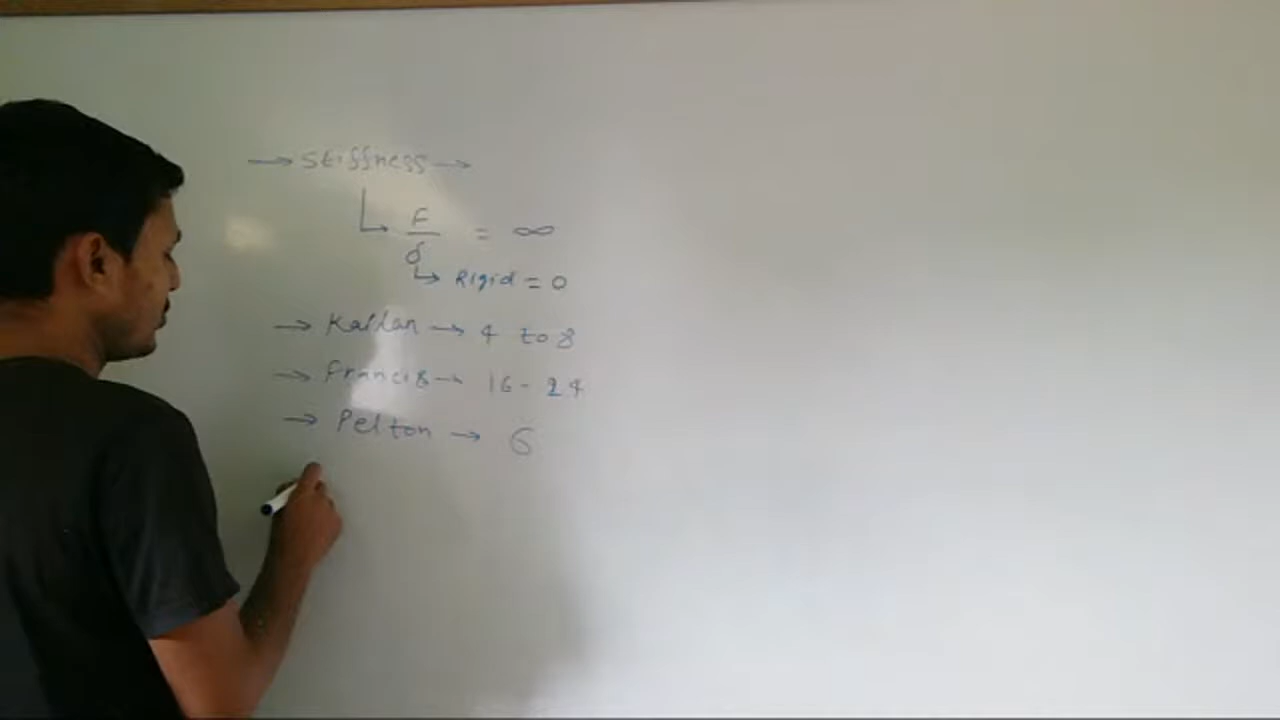 → Stiffness →
↳ F/δ = ∞
↳ Rigid = 0
→ Kaplan → 4 to 8
→ Francis → 16 - 24
→ Pelton → 6